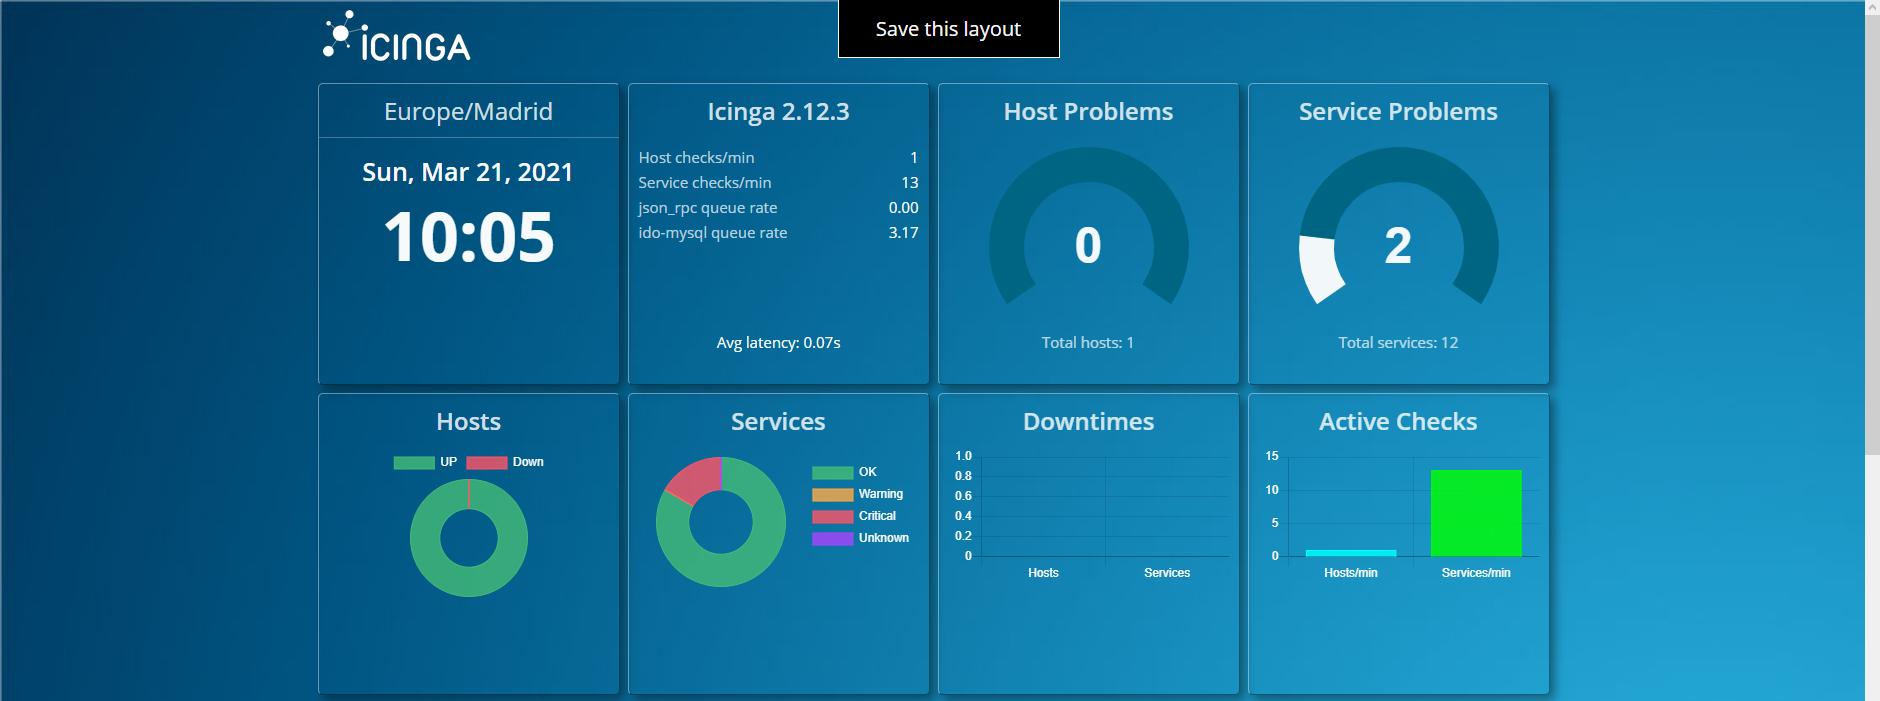 ICINGA
Save this layout
Europe/Madrid
Sun, Mar 21, 2021
10:05
Icinga 2.12.3
Host checks/min 1
Service checks/min 13
json_rpc queue rate 0.00
ido-mysql queue rate 3.17
Avg latency: 0.07s
Host Problems
0
Total hosts: 1
Service Problems
2
Total services: 12
Hosts
UP Down
Services
OK
Warning
Critical
Unknown
Downtimes
1.0
0.8
0.6
0.4
0.2
0
Hosts Services
Active Checks
15
10
5
0
Hosts/min Services/min